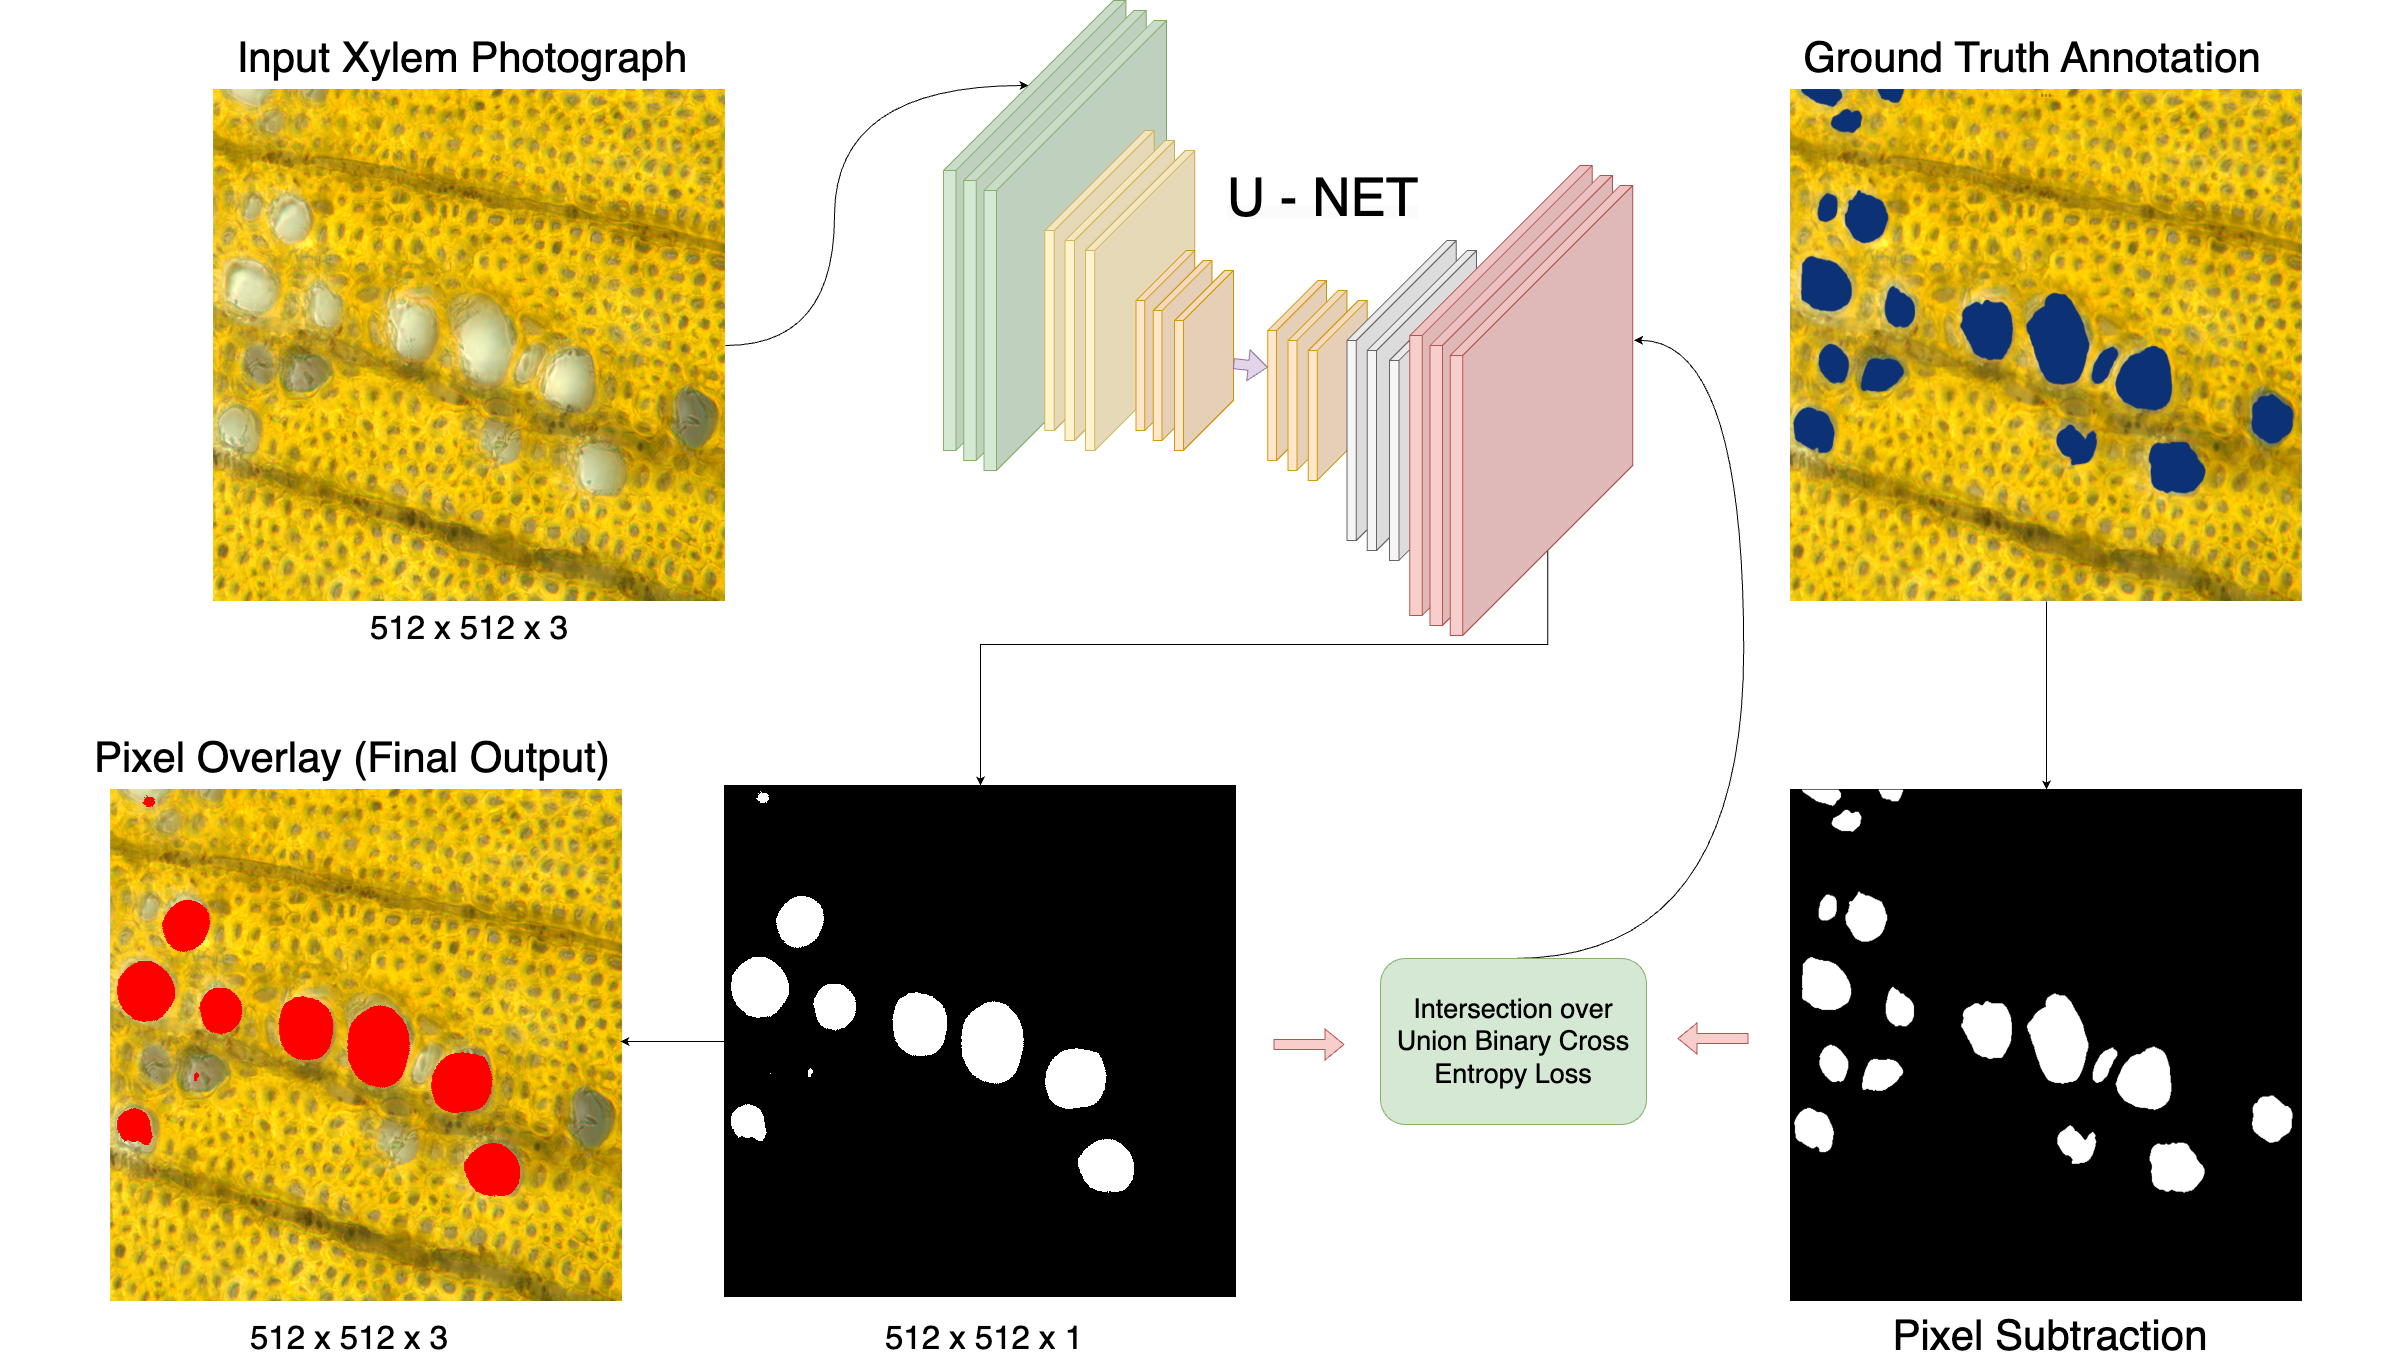 Input Xylem Photograph
U - NET
Ground Truth Annotation
512 x 512 x 3
Pixel Overlay (Final Output)
Intersection over
Union Binary Cross
Entropy Loss
512 x 512 x 3
512 x 512 x 1
Pixel Subtraction